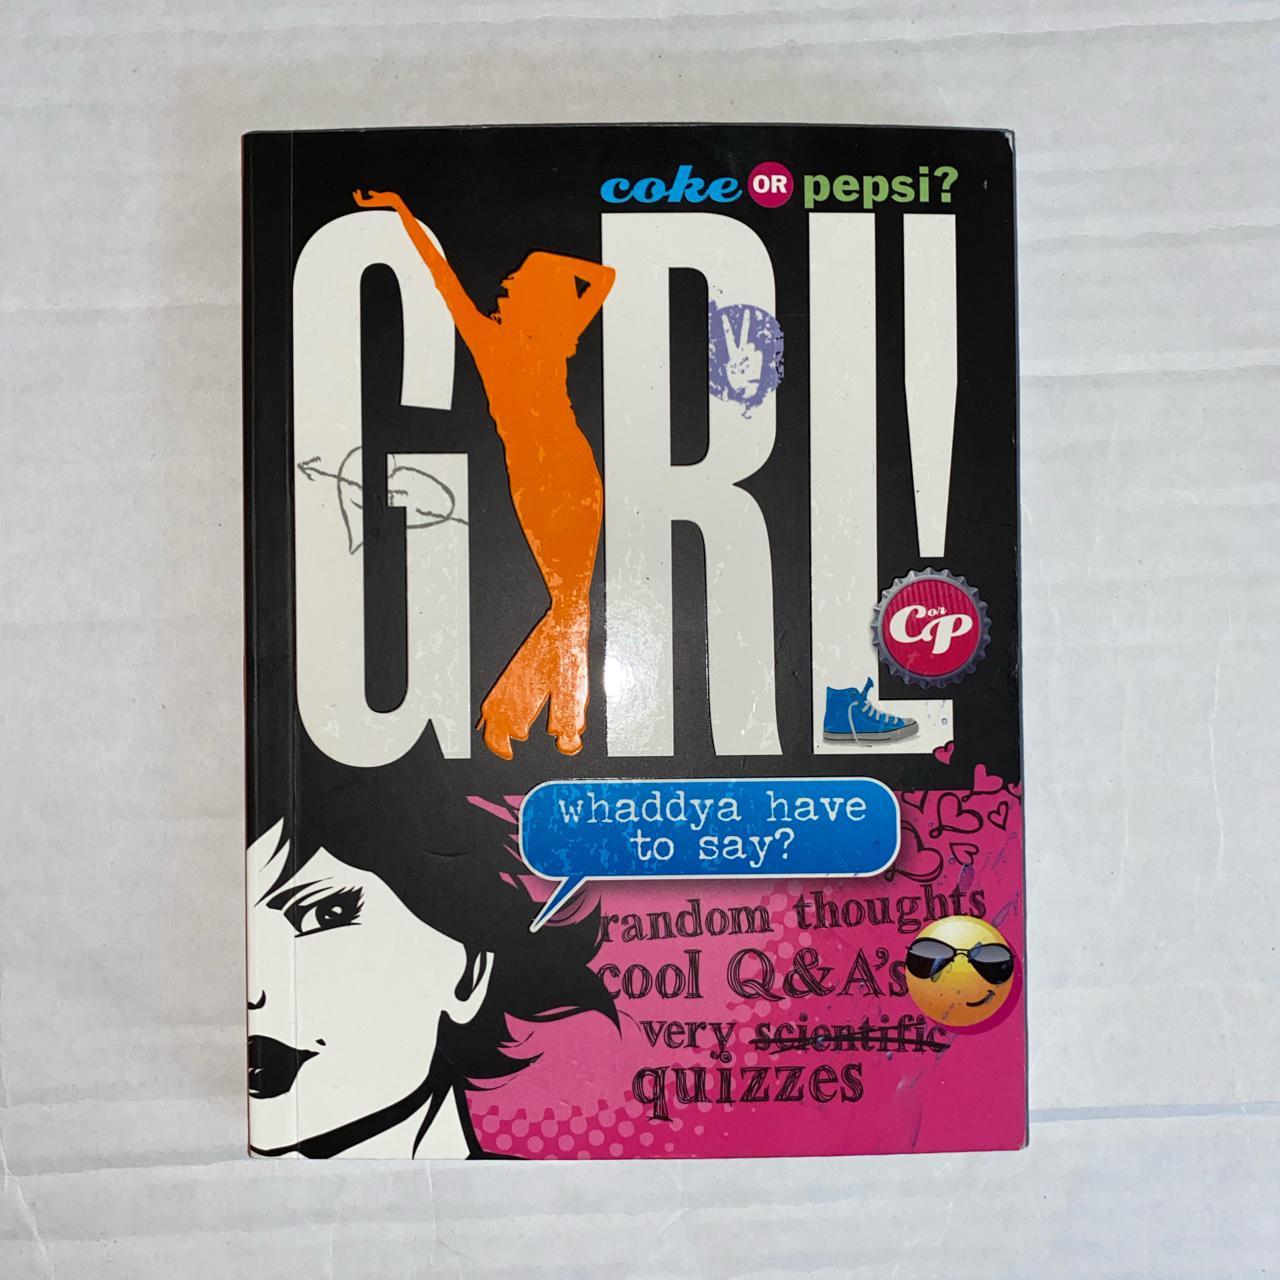 coke OR pepsi?
GIRL!
C or P
whaddya have
to say?
random thoughts
cool Q&A's
very scientific
quizzes